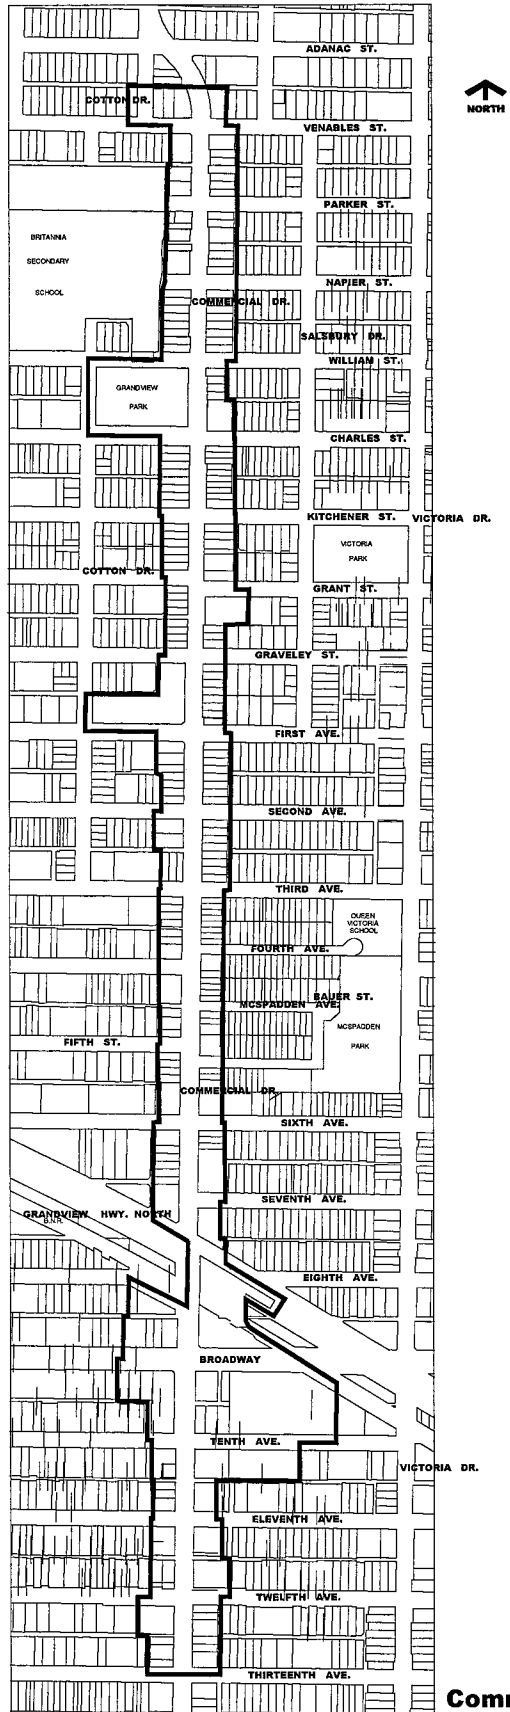 ADANAC ST.
NORTH
COTTON DR.
VENABLES ST.
PARKER ST.
BRITANNIA
SECONDARY
SCHOOL
NAPIER ST.
COMMERCIAL DR.
SALSBURY DR.
WILLIAM ST.
GRANDVIEW
PARK
CHARLES ST.
KITCHENER ST. VICTORIA DR.
VICTORIA
PARK
COTTON DR.
GRANT ST.
GRAVELEY ST.
FIRST AVE.
SECOND AVE.
THIRD AVE.
QUEEN
VICTORIA
SCHOOL
FOURTH AVE.
BAUER ST.
MCSPADDEN AVE.
MCSPADDEN
PARK
FIFTH ST.
COMMERCIAL DR.
SIXTH AVE.
SEVENTH AVE.
GRANDVIEW HWY. NORTH
B.N.R.
EIGHTH AVE.
BROADWAY
TENTH AVE.
VICTORIA DR.
ELEVENTH AVE.
TWELFTH AVE.
THIRTEENTH AVE.